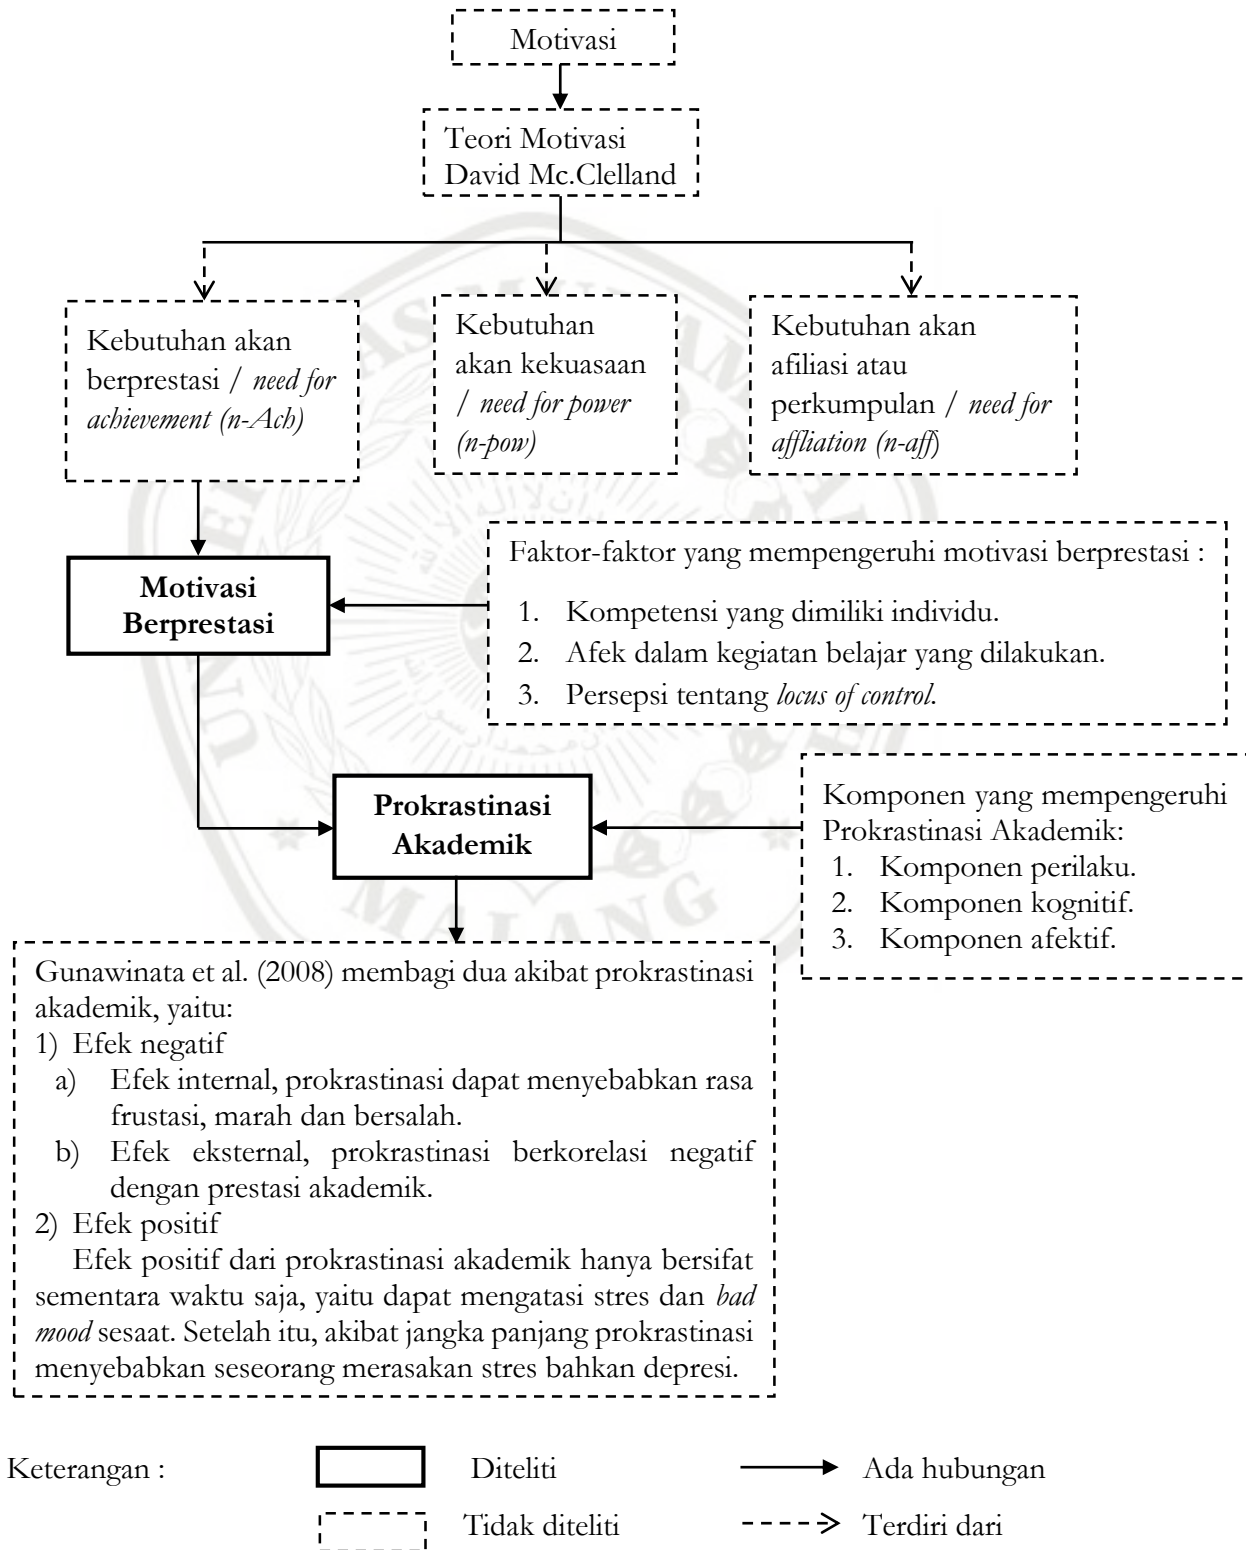 Motivasi
Teori Motivasi
David Mc.Clelland
Kebutuhan akan
berprestasi / need for
achievement (n-Ach)
Kebutuhan
akan kekuasaan
/ need for power
(n-pow)
Kebutuhan akan
afiliasi atau
perkumpulan / need for
affliation (n-aff)
Motivasi
Berprestasi
Faktor-faktor yang mempengeruhi motivasi berprestasi :
1. Kompetensi yang dimiliki individu.
2. Afek dalam kegiatan belajar yang dilakukan.
3. Persepsi tentang locus of control.
Prokrastinasi
Akademik
Komponen yang mempengeruhi
Prokrastinasi Akademik:
1. Komponen perilaku.
2. Komponen kognitif.
3. Komponen afektif.
Gunawinata et al. (2008) membagi dua akibat prokrastinasi
akademik, yaitu:
1) Efek negatif
a) Efek internal, prokrastinasi dapat menyebabkan rasa
frustasi, marah dan bersalah.
b) Efek eksternal, prokrastinasi berkorelasi negatif
dengan prestasi akademik.
2) Efek positif
Efek positif dari prokrastinasi akademik hanya bersifat
sementara waktu saja, yaitu dapat mengatasi stres dan bad
mood sesaat. Setelah itu, akibat jangka panjang prokrastinasi
menyebabkan seseorang merasakan stres bahkan depresi.
Keterangan :
Diteliti
Ada hubungan
Tidak diteliti
Terdiri dari
MALANG